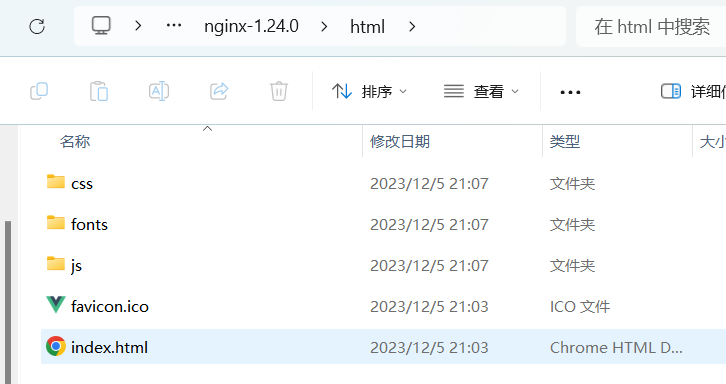 nginx-1.24.0 html 在 html 中搜索
排序 查看 详细信
名称 修改日期 类型 大小
css 2023/12/5 21:07 文件夹
fonts 2023/12/5 21:07 文件夹
js 2023/12/5 21:07 文件夹
favicon.ico 2023/12/5 21:03 ICO 文件
index.html 2023/12/5 21:03 Chrome HTML D...